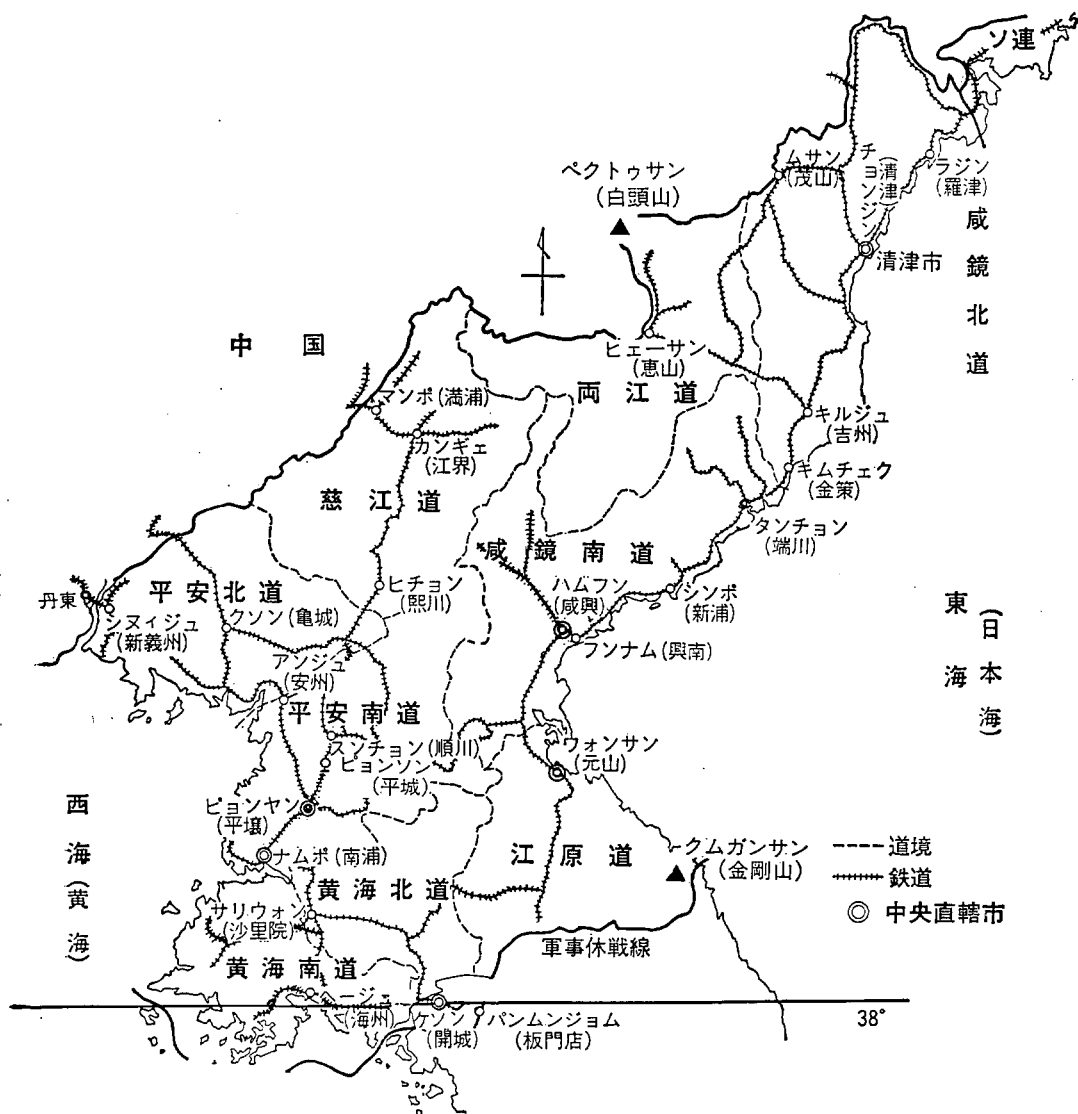 ソ連
ムサン
(茂山)
チョンジン
(清津)
ラジン
(羅津)
ペクトゥサン
(白頭山)
清津市
咸鏡北道
中国
ヒェーサン
(恵山)
両江道
マンポ(満浦)
カンギェ
(江界)
キルジュ
(吉州)
キムチェク
(金策)
慈江道
タンチョン
(端川)
咸鏡南道
平安北道
ヒチョン
(熙川)
ハムフン
(咸興)
シンポ
(新浦)
丹東
シヌィジュ
(新義州)
クソン(亀城)
フンナム(興南)
東海
(日本海)
アンジュ
(安州)
平安南道
スンチョン(順川)
ピョンソン
(平城)
ウォンサン
(元山)
ピョンヤン
(平壌)
西海(黄海)
ナムポ(南浦)
江原道
クムガンサン
(金剛山)
道境
鉄道
中央直轄市
黄海北道
サリウォン
(沙里院)
軍事休戦線
黄海南道
ヘージュ
(海州)
ケソン
(開城)
パンムンジョム
(板門店)
38°